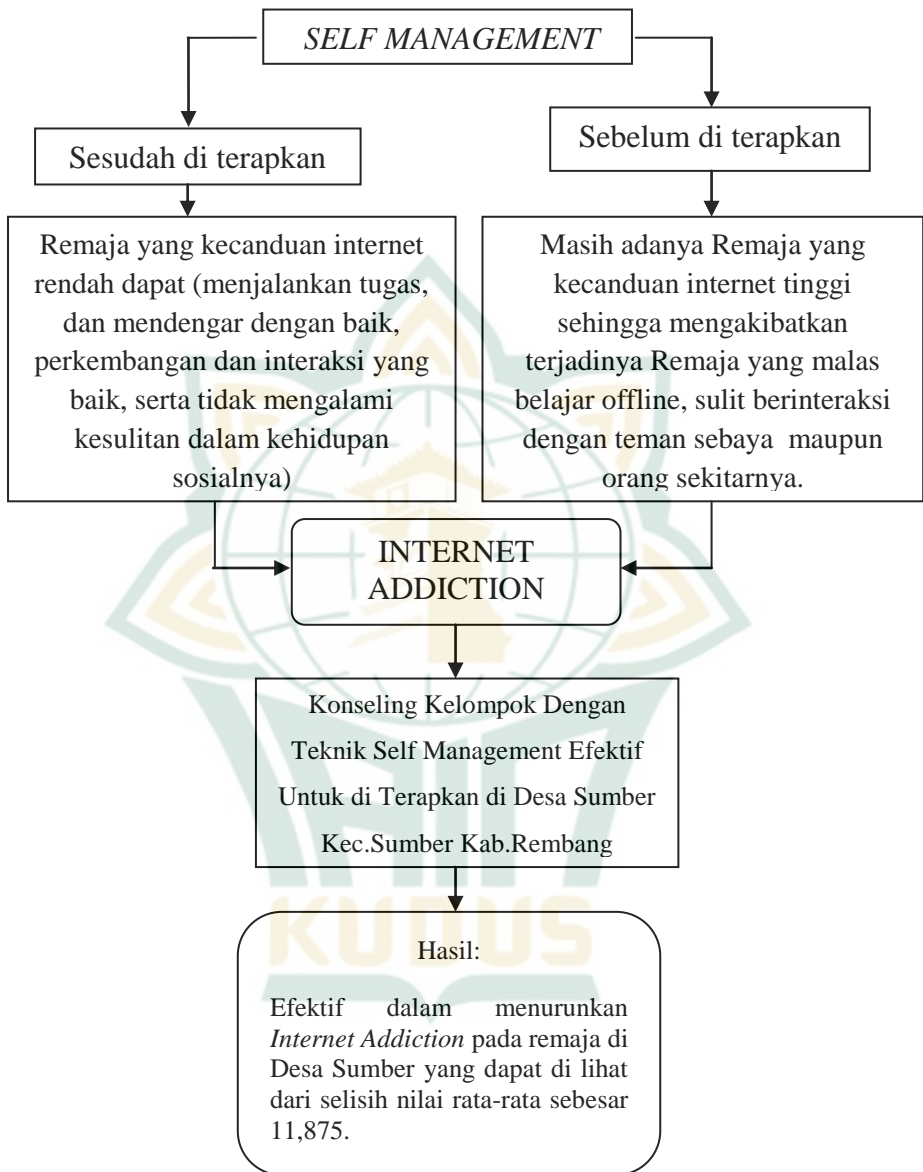 SELF MANAGEMENT
Sesudah di terapkan
Sebelum di terapkan
Remaja yang kecanduan internet
rendah dapat (menjalankan tugas,
dan mendengar dengan baik,
perkembangan dan interaksi yang
baik, serta tidak mengalami
kesulitan dalam kehidupan
sosialnya)
Masih adanya Remaja yang
kecanduan internet tinggi
sehingga mengakibatkan
terjadinya Remaja yang malas
belajar offline, sulit berinteraksi
dengan teman sebaya maupun
orang sekitarnya.
INTERNET
ADDICTION
Konseling Kelompok Dengan
Teknik Self Management Efektif
Untuk di Terapkan di Desa Sumber
Kec.Sumber Kab.Rembang
Hasil:
Efektif dalam menurunkan
Internet Addiction pada remaja di
Desa Sumber yang dapat di lihat
dari selisih nilai rata-rata sebesar
11,875.
IAIN
KUDUS